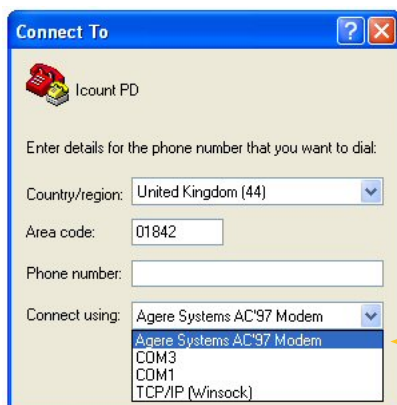 Connect To
Icount PD
Enter details for the phone number that you want to dial:
Country/region: United Kingdom (44)
Area code: 01842
Phone number:
Connect using: Agere Systems AC'97 Modem
Agere Systems AC'97 Modem
COM3
COM1
TCP/IP (Winsock)